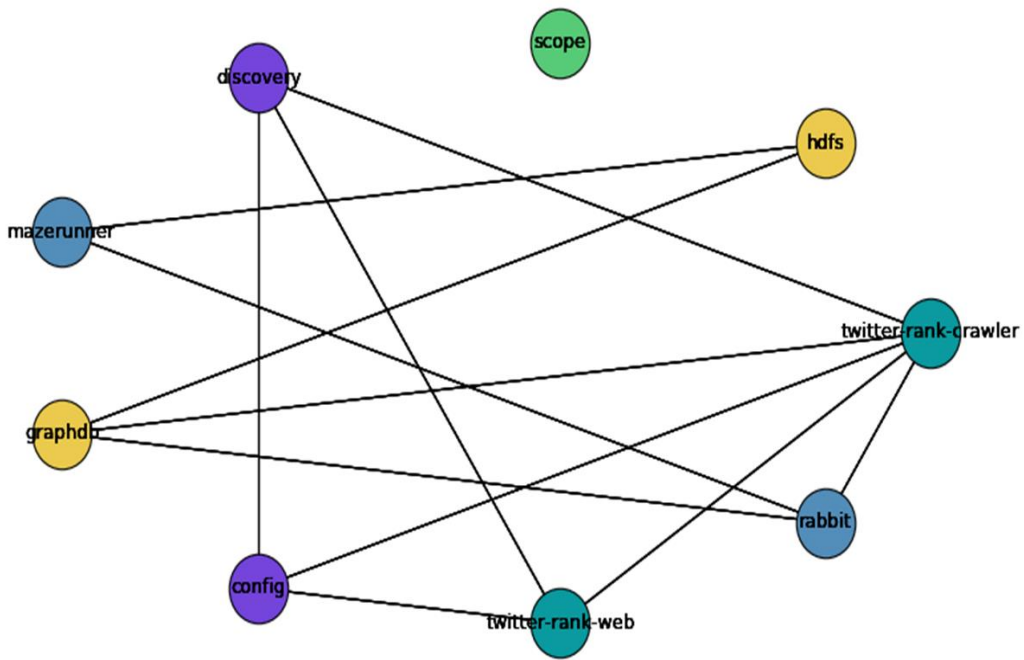 scope
discovery
hdfs
mazerunner
twitter-rank-crawler
graphdb
rabbit
config
twitter-rank-web